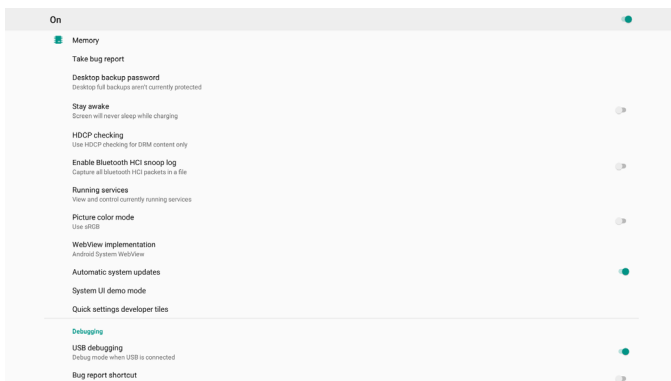 On
Memory
Take bug report
Desktop backup password
Desktop full backups aren't currently protected
Stay awake
Screen will never sleep while charging
HDCP checking
Use HDCP checking for DRM content only
Enable Bluetooth HCI snoop log
Capture all bluetooth HCI packets in a file
Running services
View and control currently running services
Picture color mode
Use sRGB
WebView implementation
Android System WebView
Automatic system updates
System UI demo mode
Quick settings developer tiles
Debugging
USB debugging
Debug mode when USB is connected
Bug report shortcut